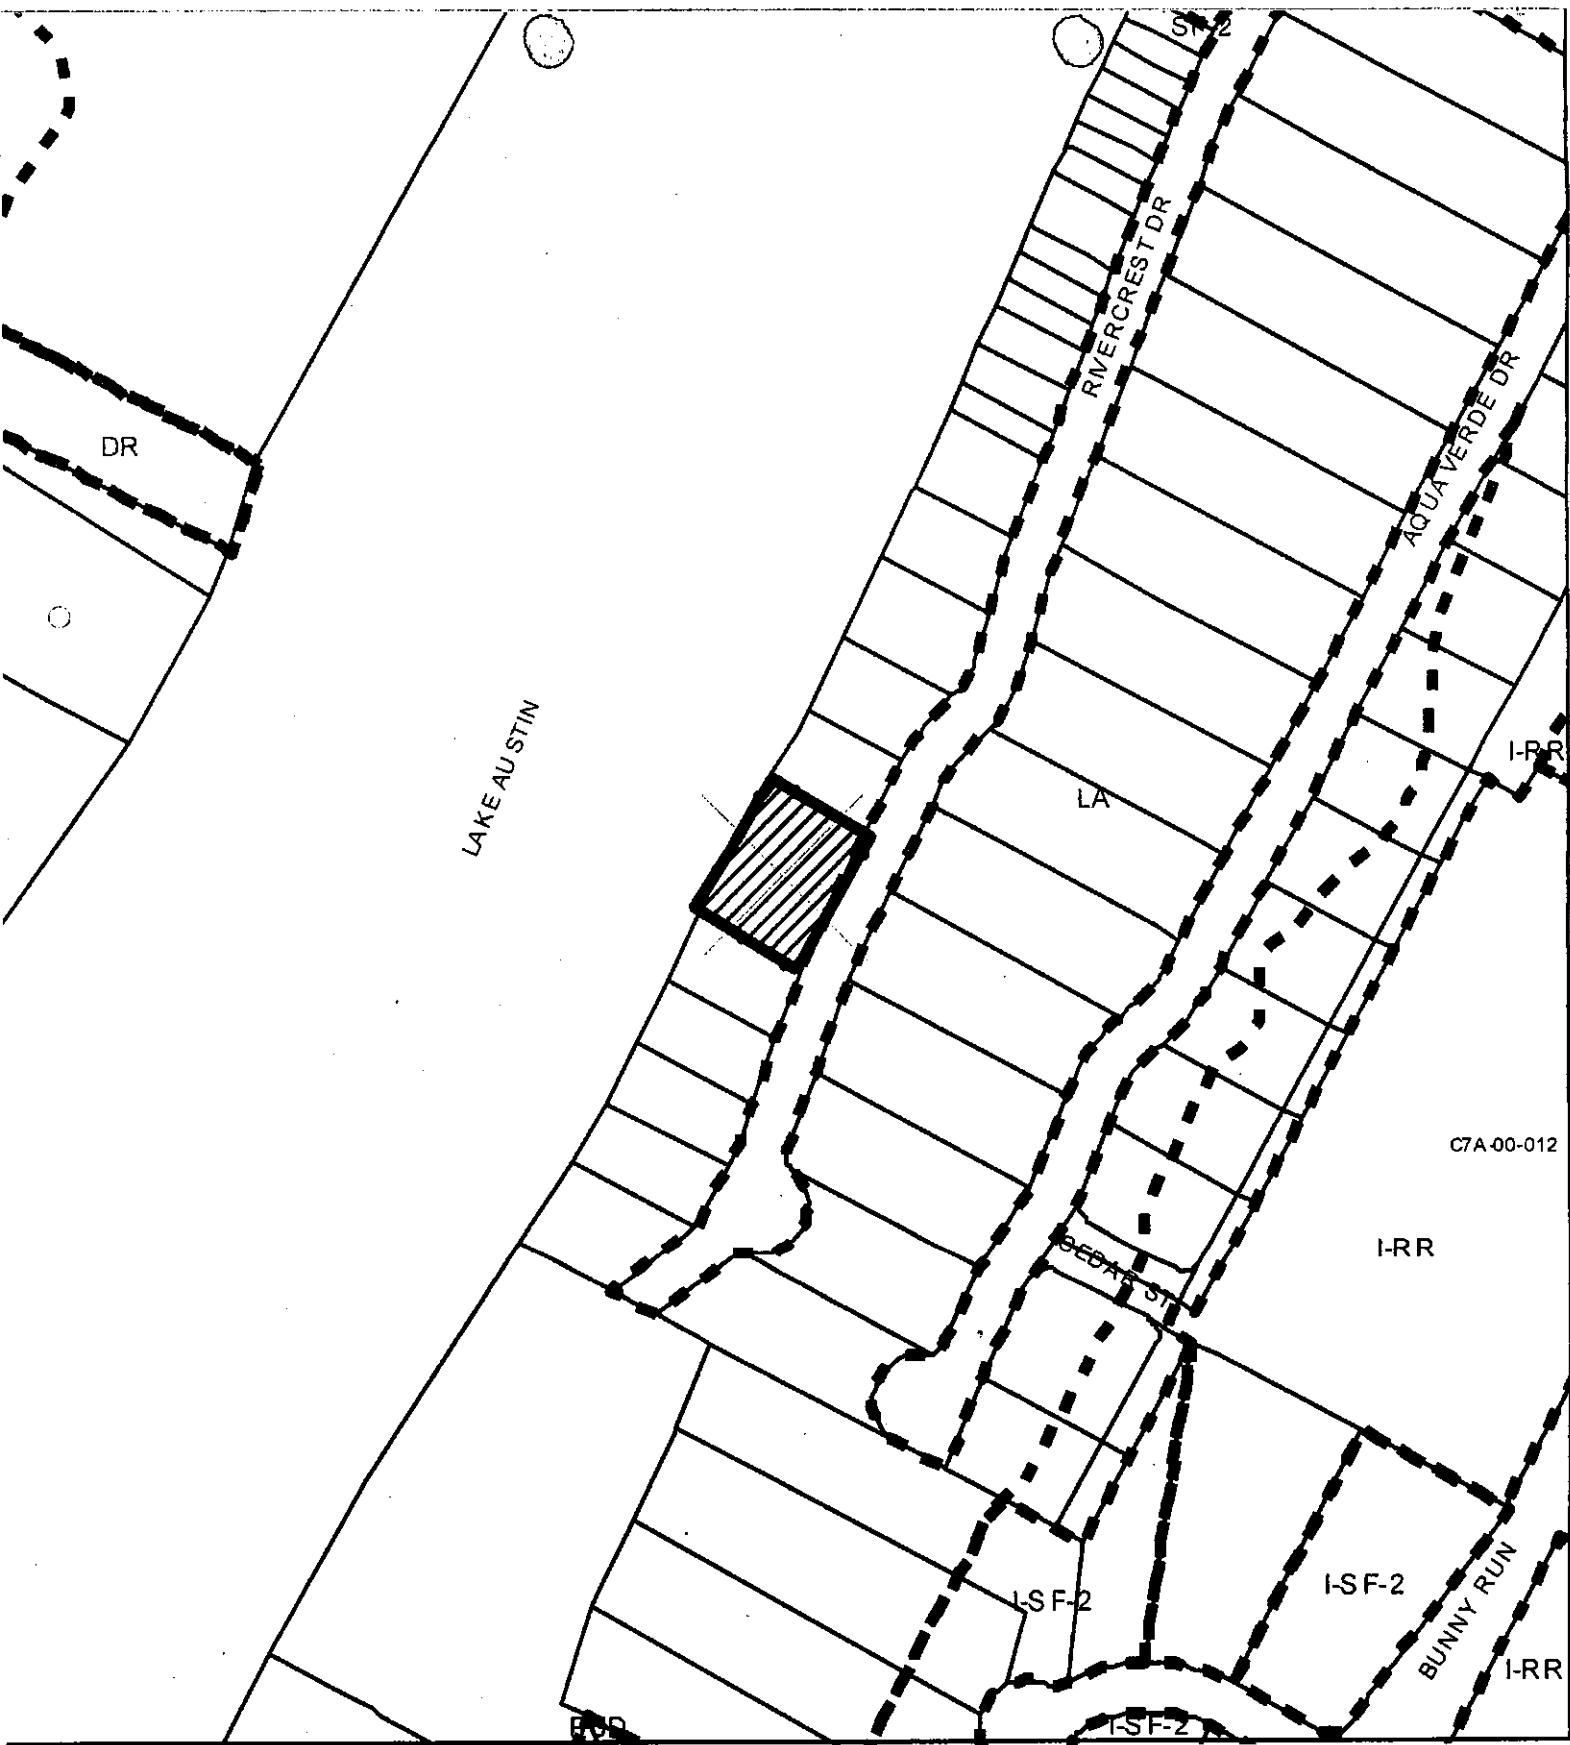 SF-2
RIVERCREST DR
AQUA VERDE DR
DR
LAKE AUSTIN
I-RR
LA
C7A-00-012
I-RR
CEDAR ST
I-SF-2
I-SF-2
BUNNY RUN
I-RR
PUD
I-SF-2